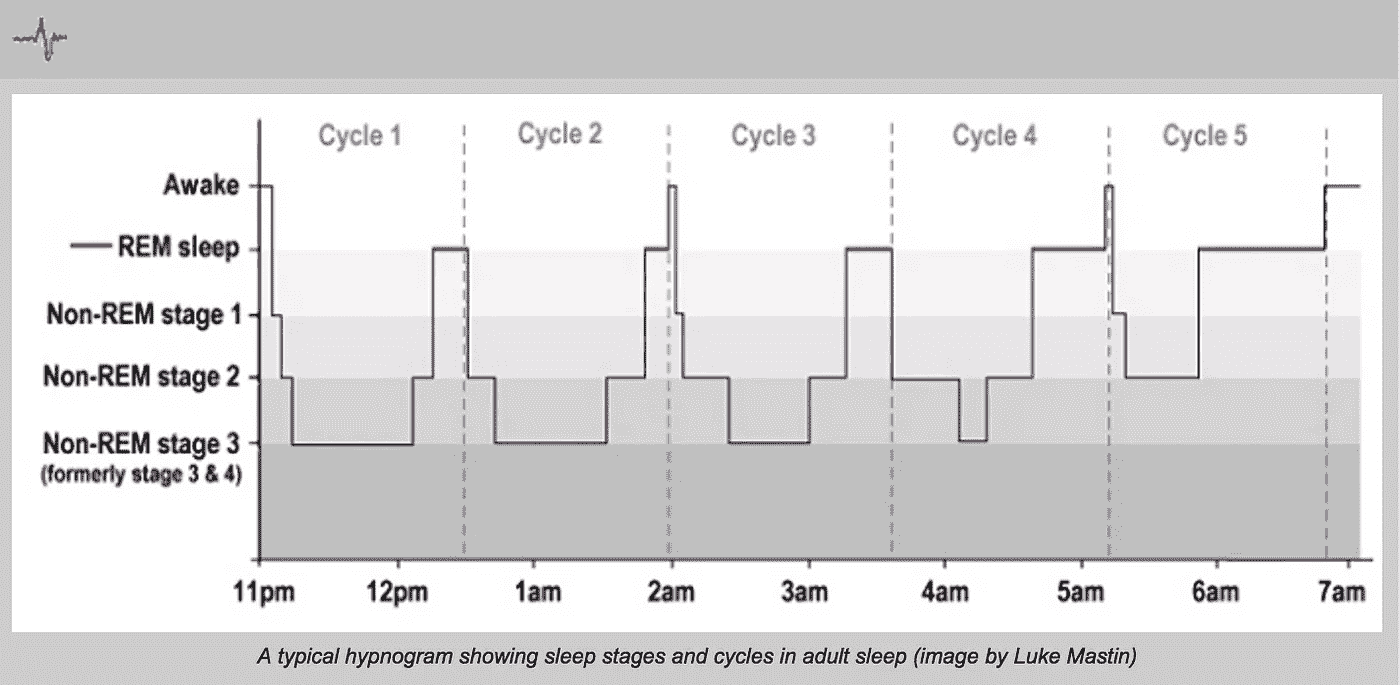 Cycle 1 Cycle 2 Cycle 3 Cycle 4 Cycle 5
Awake
REM sleep
Non-REM stage 1
Non-REM stage 2
Non-REM stage 3
(formerly stage 3 & 4)
11pm 12pm 1am 2am 3am 4am 5am 6am 7am
A typical hypnogram showing sleep stages and cycles in adult sleep (image by Luke Mastin)